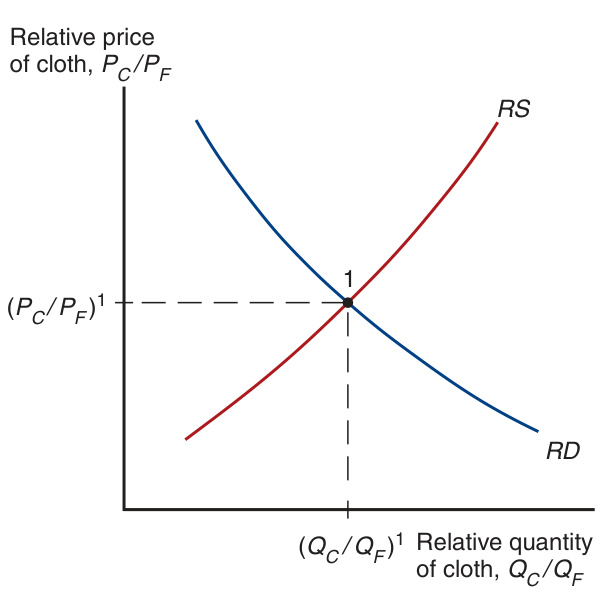 Relative price
of cloth, P_C/P_F
RS
1
(P_C/P_F)¹
RD
(Q_C/Q_F)¹
Relative quantity
of cloth, Q_C/Q_F